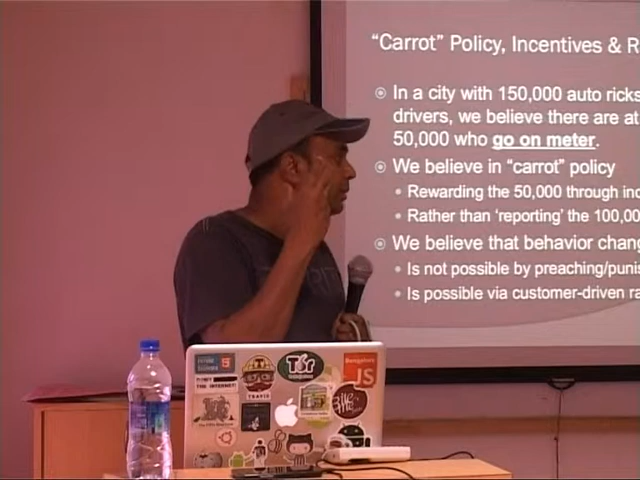 "Carrot" Policy, Incentives & R
In a city with 150,000 auto ricks
drivers, we believe there are at
50,000 who go on meter.
We believe in "carrot" policy
Rewarding the 50,000 through inc
Rather than 'reporting' the 100,00
We believe that behavior chang
Is not possible by preaching/punis
Is possible via customer-driven ra
Tor
TRAVIS
JS